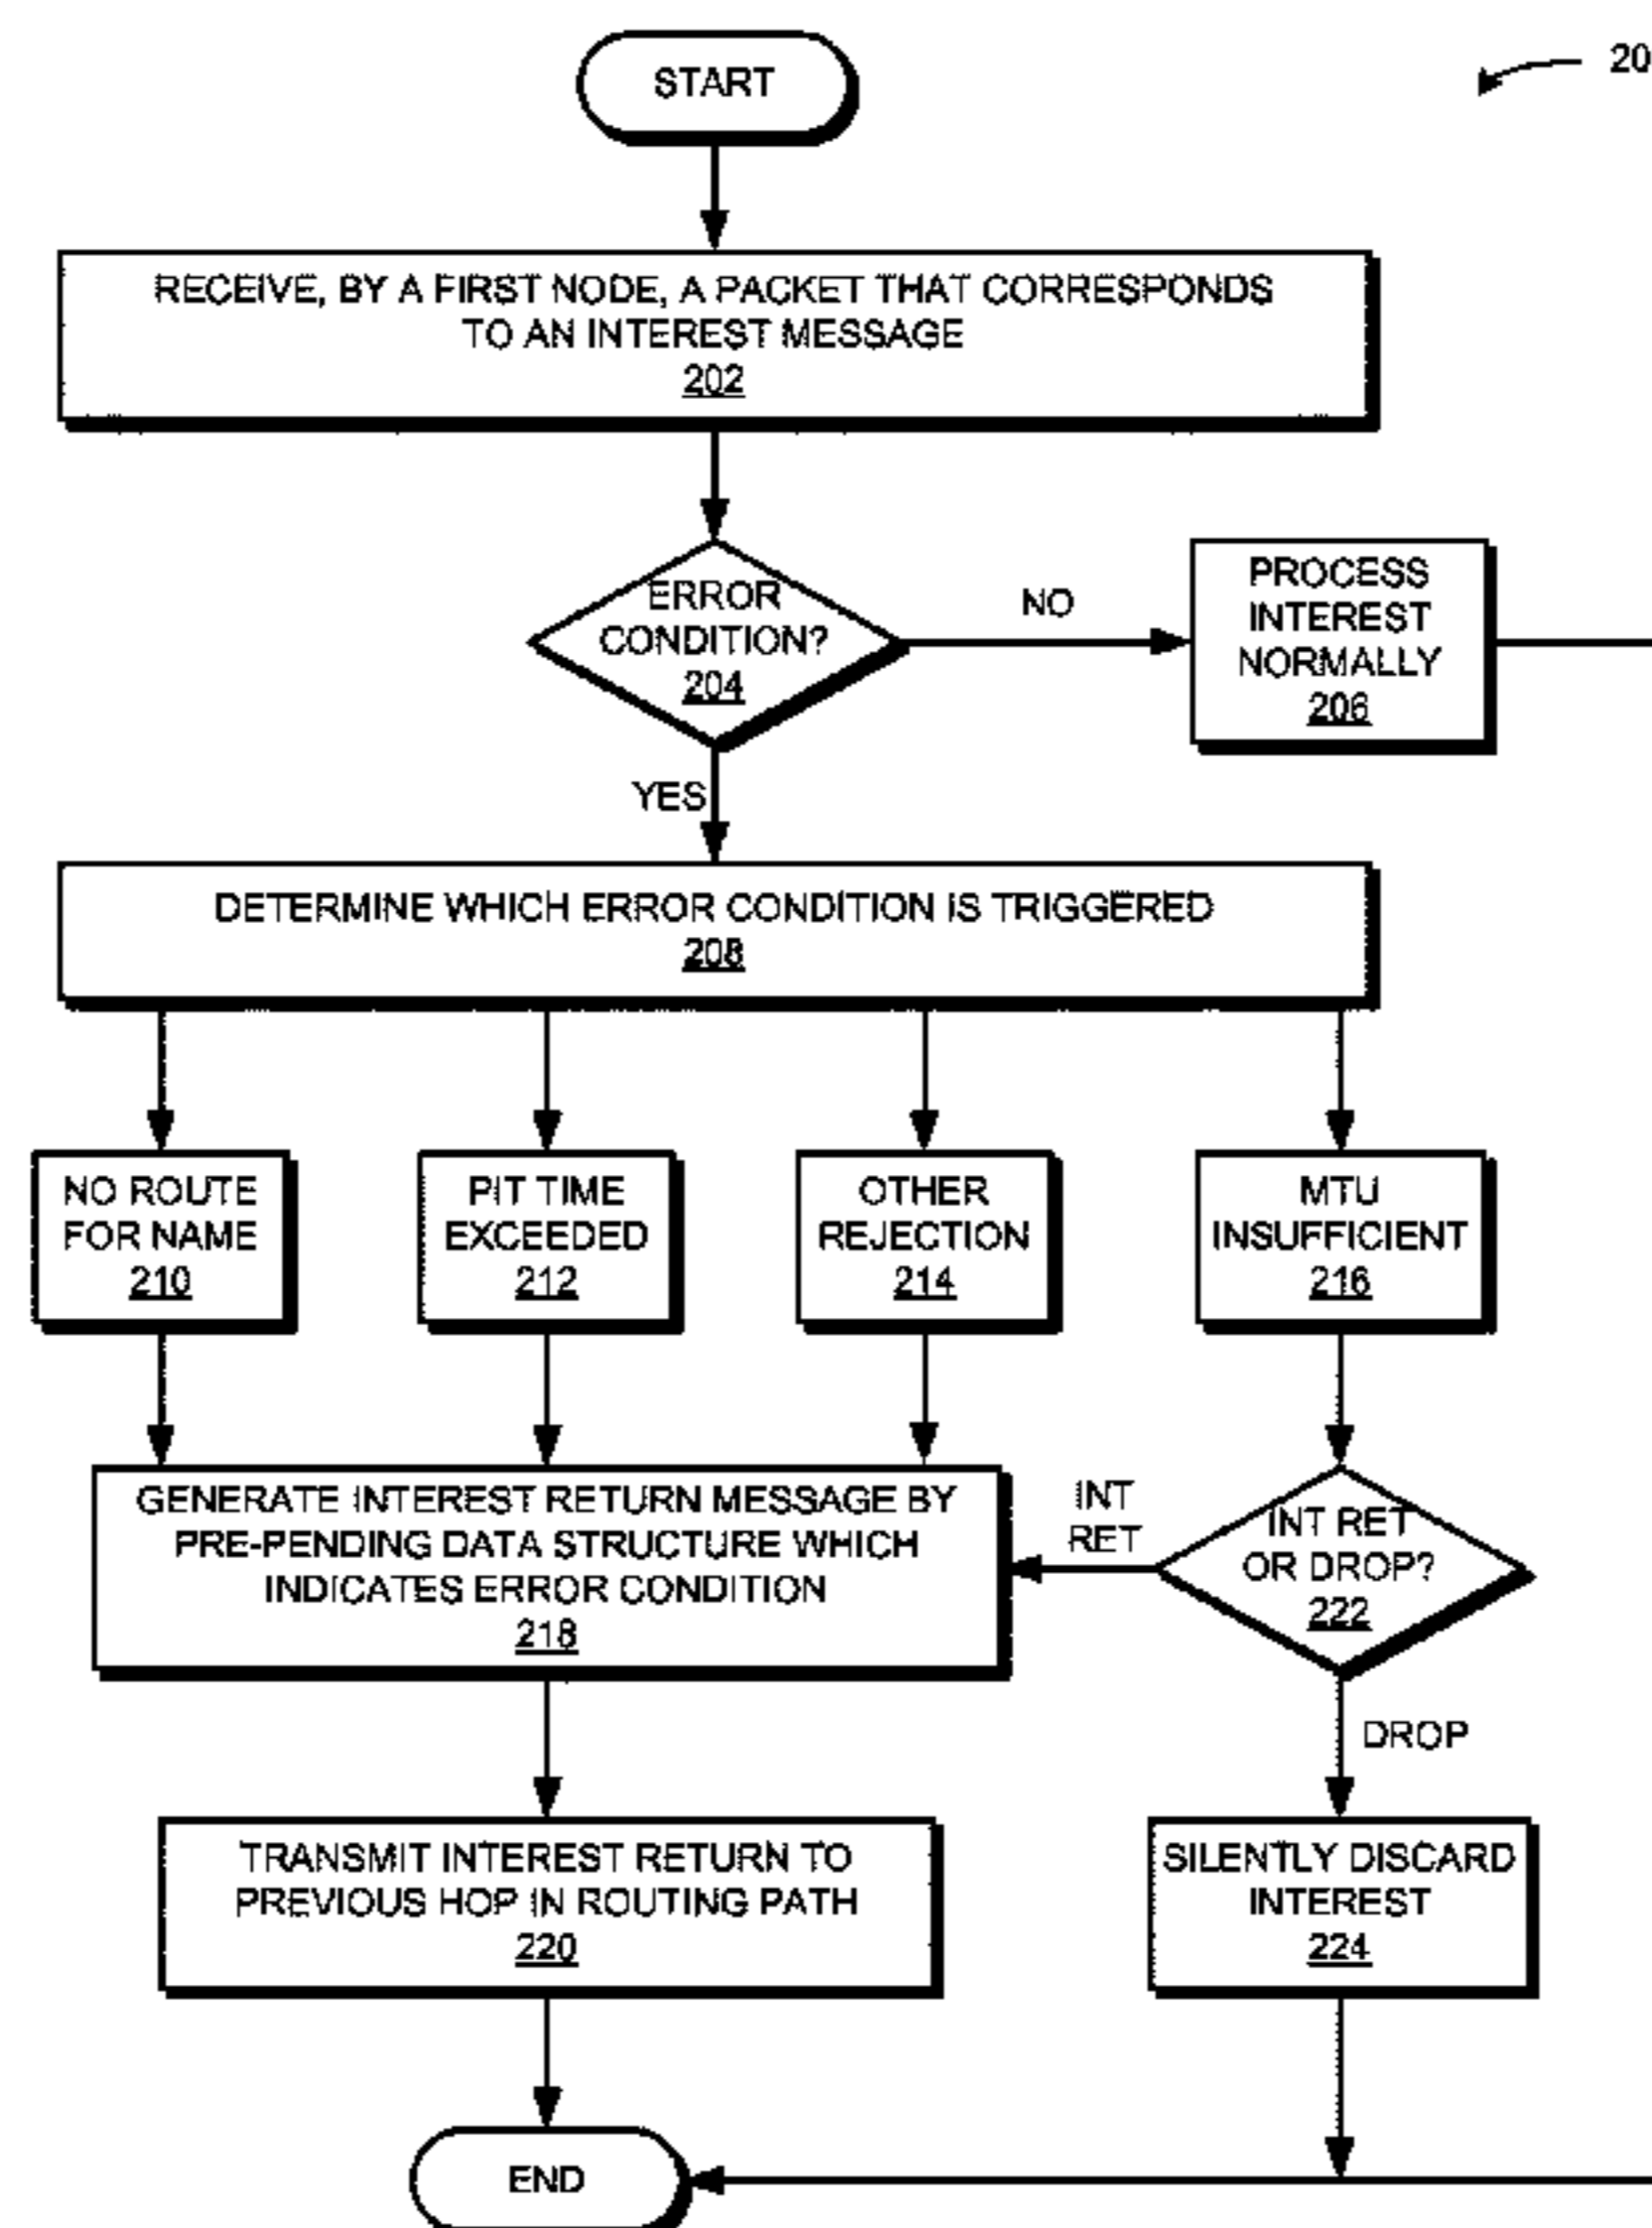 START
20
RECEIVE, BY A FIRST NODE, A PACKET THAT CORRESPONDS
TO AN INTEREST MESSAGE
202
ERROR
CONDITION?
204
NO
PROCESS
INTEREST
NORMALLY
206
YES
DETERMINE WHICH ERROR CONDITION IS TRIGGERED
208
NO ROUTE
FOR NAME
210
PIT TIME
EXCEEDED
212
OTHER
REJECTION
214
MTU
INSUFFICIENT
216
GENERATE INTEREST RETURN MESSAGE BY
PRE-PENDING DATA STRUCTURE WHICH
INDICATES ERROR CONDITION
218
INT
RET
INT RET
OR DROP?
222
DROP
TRANSMIT INTEREST RETURN TO
PREVIOUS HOP IN ROUTING PATH
220
SILENTLY DISCARD
INTEREST
224
END